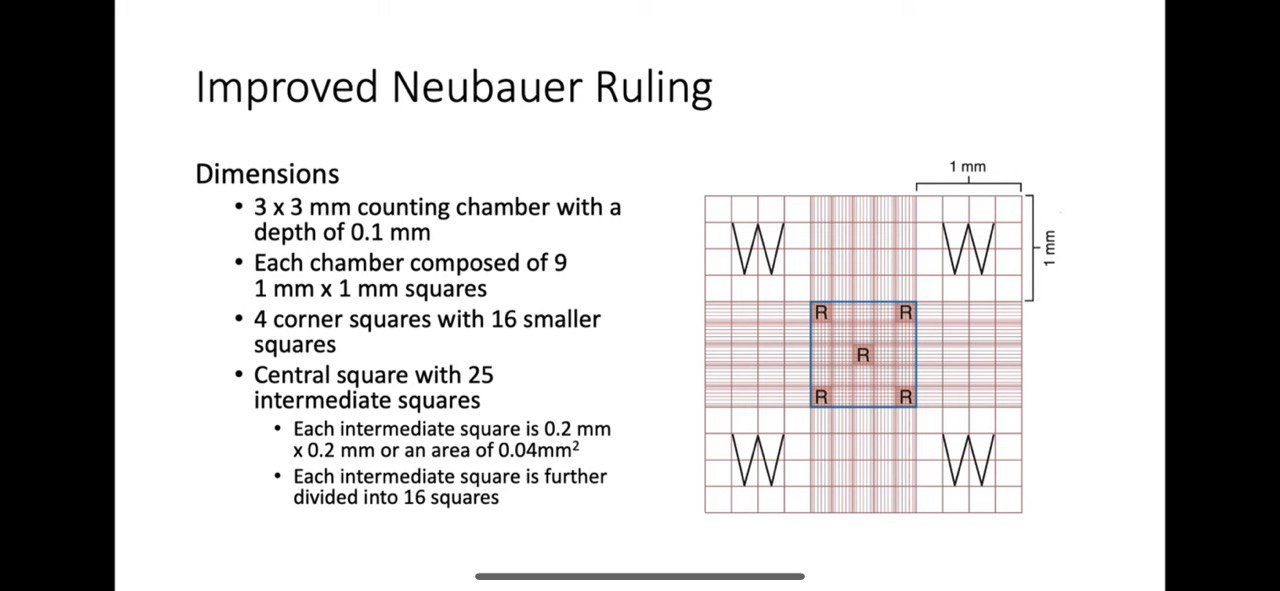 Improved Neubauer Ruling
Dimensions
• 3 x 3 mm counting chamber with a
depth of 0.1 mm
• Each chamber composed of 9
1 mm x 1 mm squares
• 4 corner squares with 16 smaller
squares
• Central square with 25
intermediate squares
• Each intermediate square is 0.2 mm
x 0.2 mm or an area of 0.04mm²
• Each intermediate square is further
divided into 16 squares
1 mm
1 mm
W W
R R
R
R R
W W